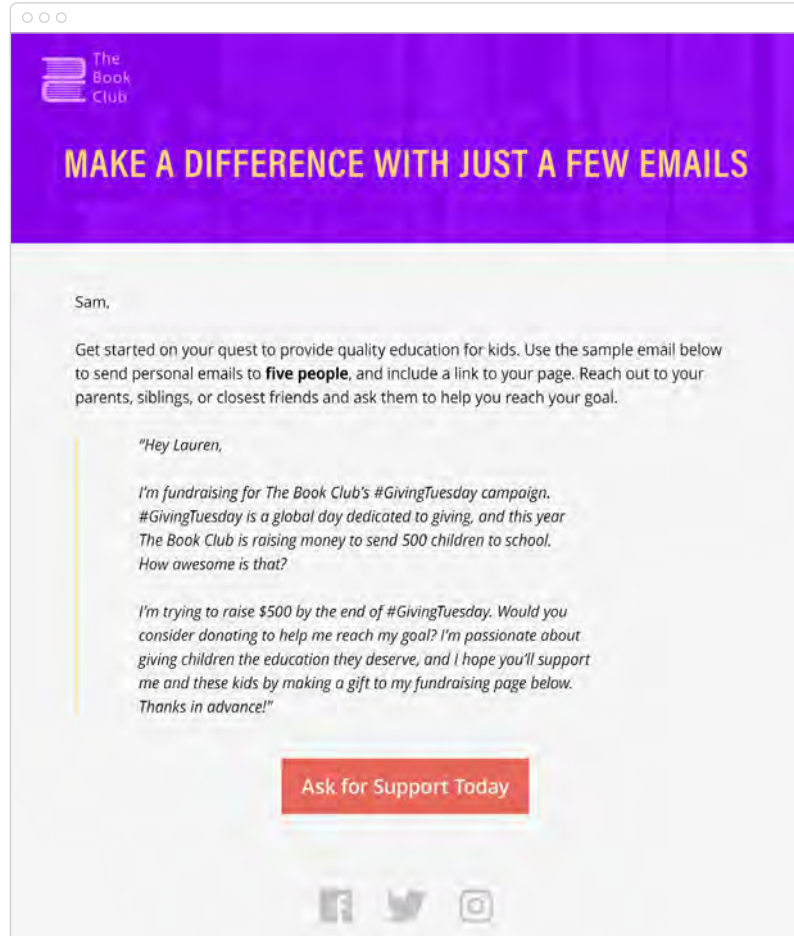 The
Book
Club
MAKE A DIFFERENCE WITH JUST A FEW EMAILS
Sam,
Get started on your quest to provide quality education for kids. Use the sample email below
to send personal emails to five people, and include a link to your page. Reach out to your
parents, siblings, or closest friends and ask them to help you reach your goal.
"Hey Lauren,
I'm fundraising for The Book Club's #GivingTuesday campaign.
#GivingTuesday is a global day dedicated to giving, and this year
The Book Club is raising money to send 500 children to school.
How awesome is that?
I'm trying to raise $500 by the end of #GivingTuesday. Would you
consider donating to help me reach my goal? I'm passionate about
giving children the education they deserve, and I hope you'll support
me and these kids by making a gift to my fundraising page below.
Thanks in advance!"
Ask for Support Today